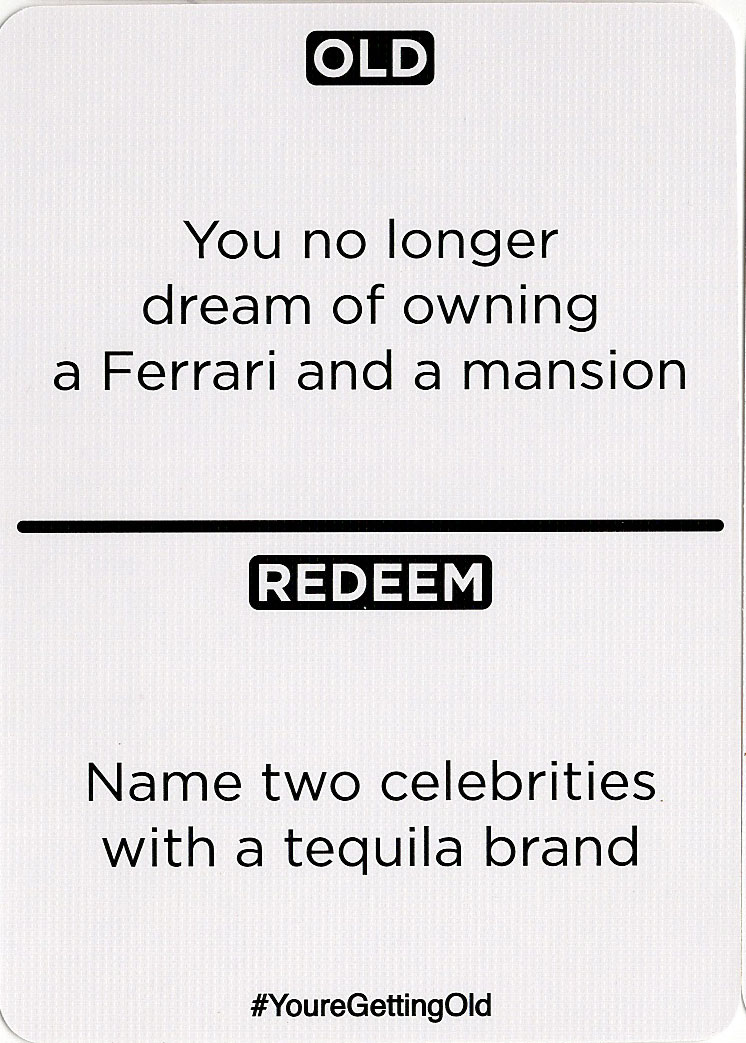 OLD
You no longer
dream of owning
a Ferrari and a mansion
REDEEM
Name two celebrities
with a tequila brand
#YoureGettingOld